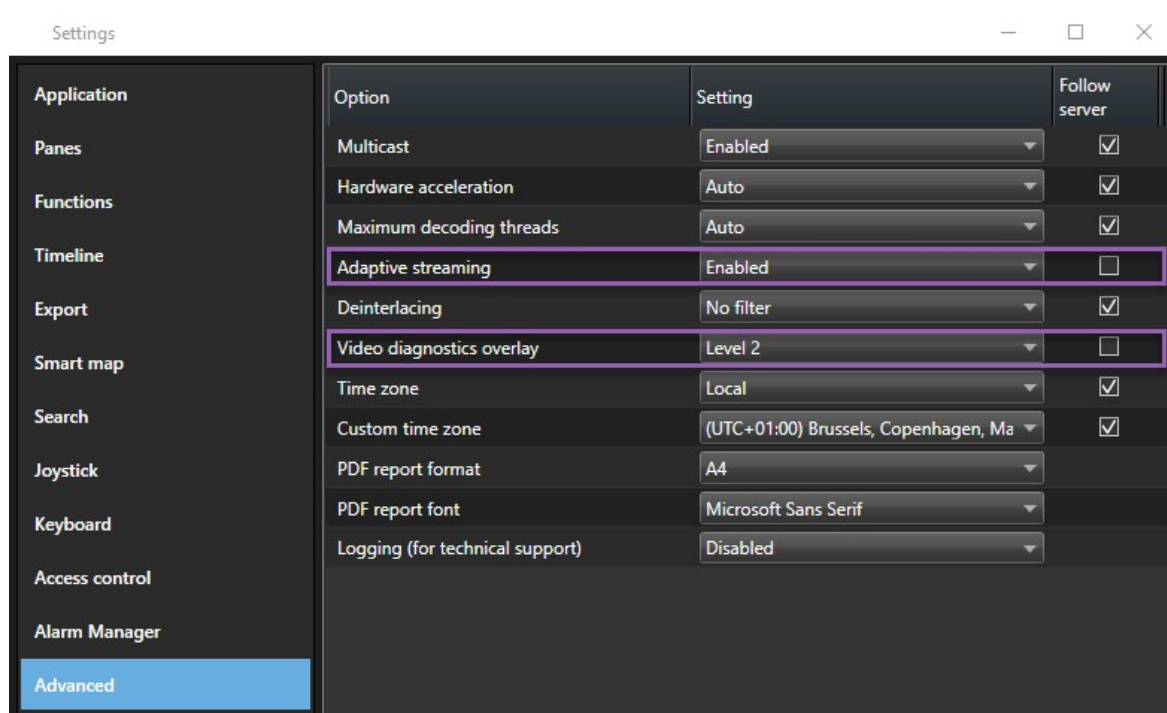 Settings
Application
Panes
Functions
Timeline
Export
Smart map
Search
Joystick
Keyboard
Access control
Alarm Manager
Advanced
Option Setting Follow server
Multicast Enabled
Hardware acceleration Auto
Maximum decoding threads Auto
Adaptive streaming Enabled
Deinterlacing No filter
Video diagnostics overlay Level 2
Time zone Local
Custom time zone (UTC+01:00) Brussels, Copenhagen, Ma
PDF report format A4
PDF report font Microsoft Sans Serif
Logging (for technical support) Disabled